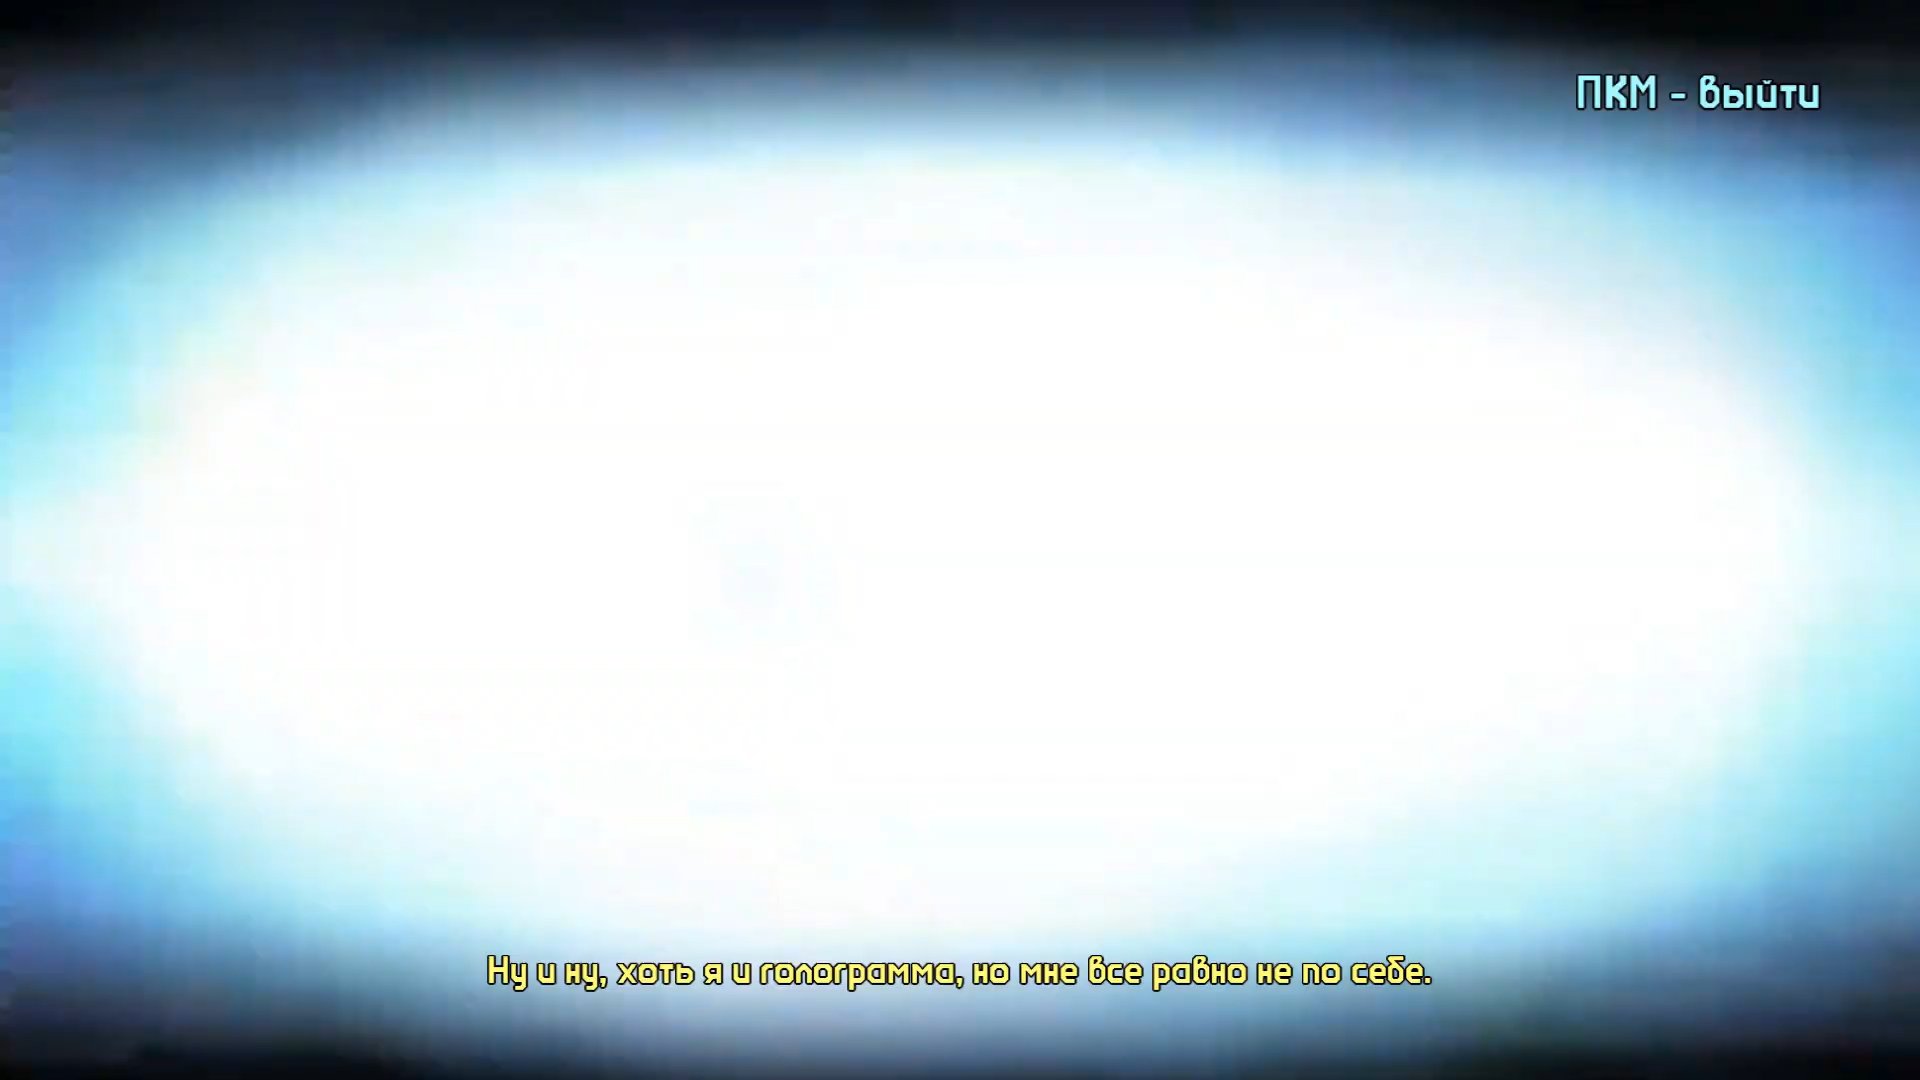 ПКМ - выйти
Ну и ну, хоть я и голограмма, но мне все равно не по себе.